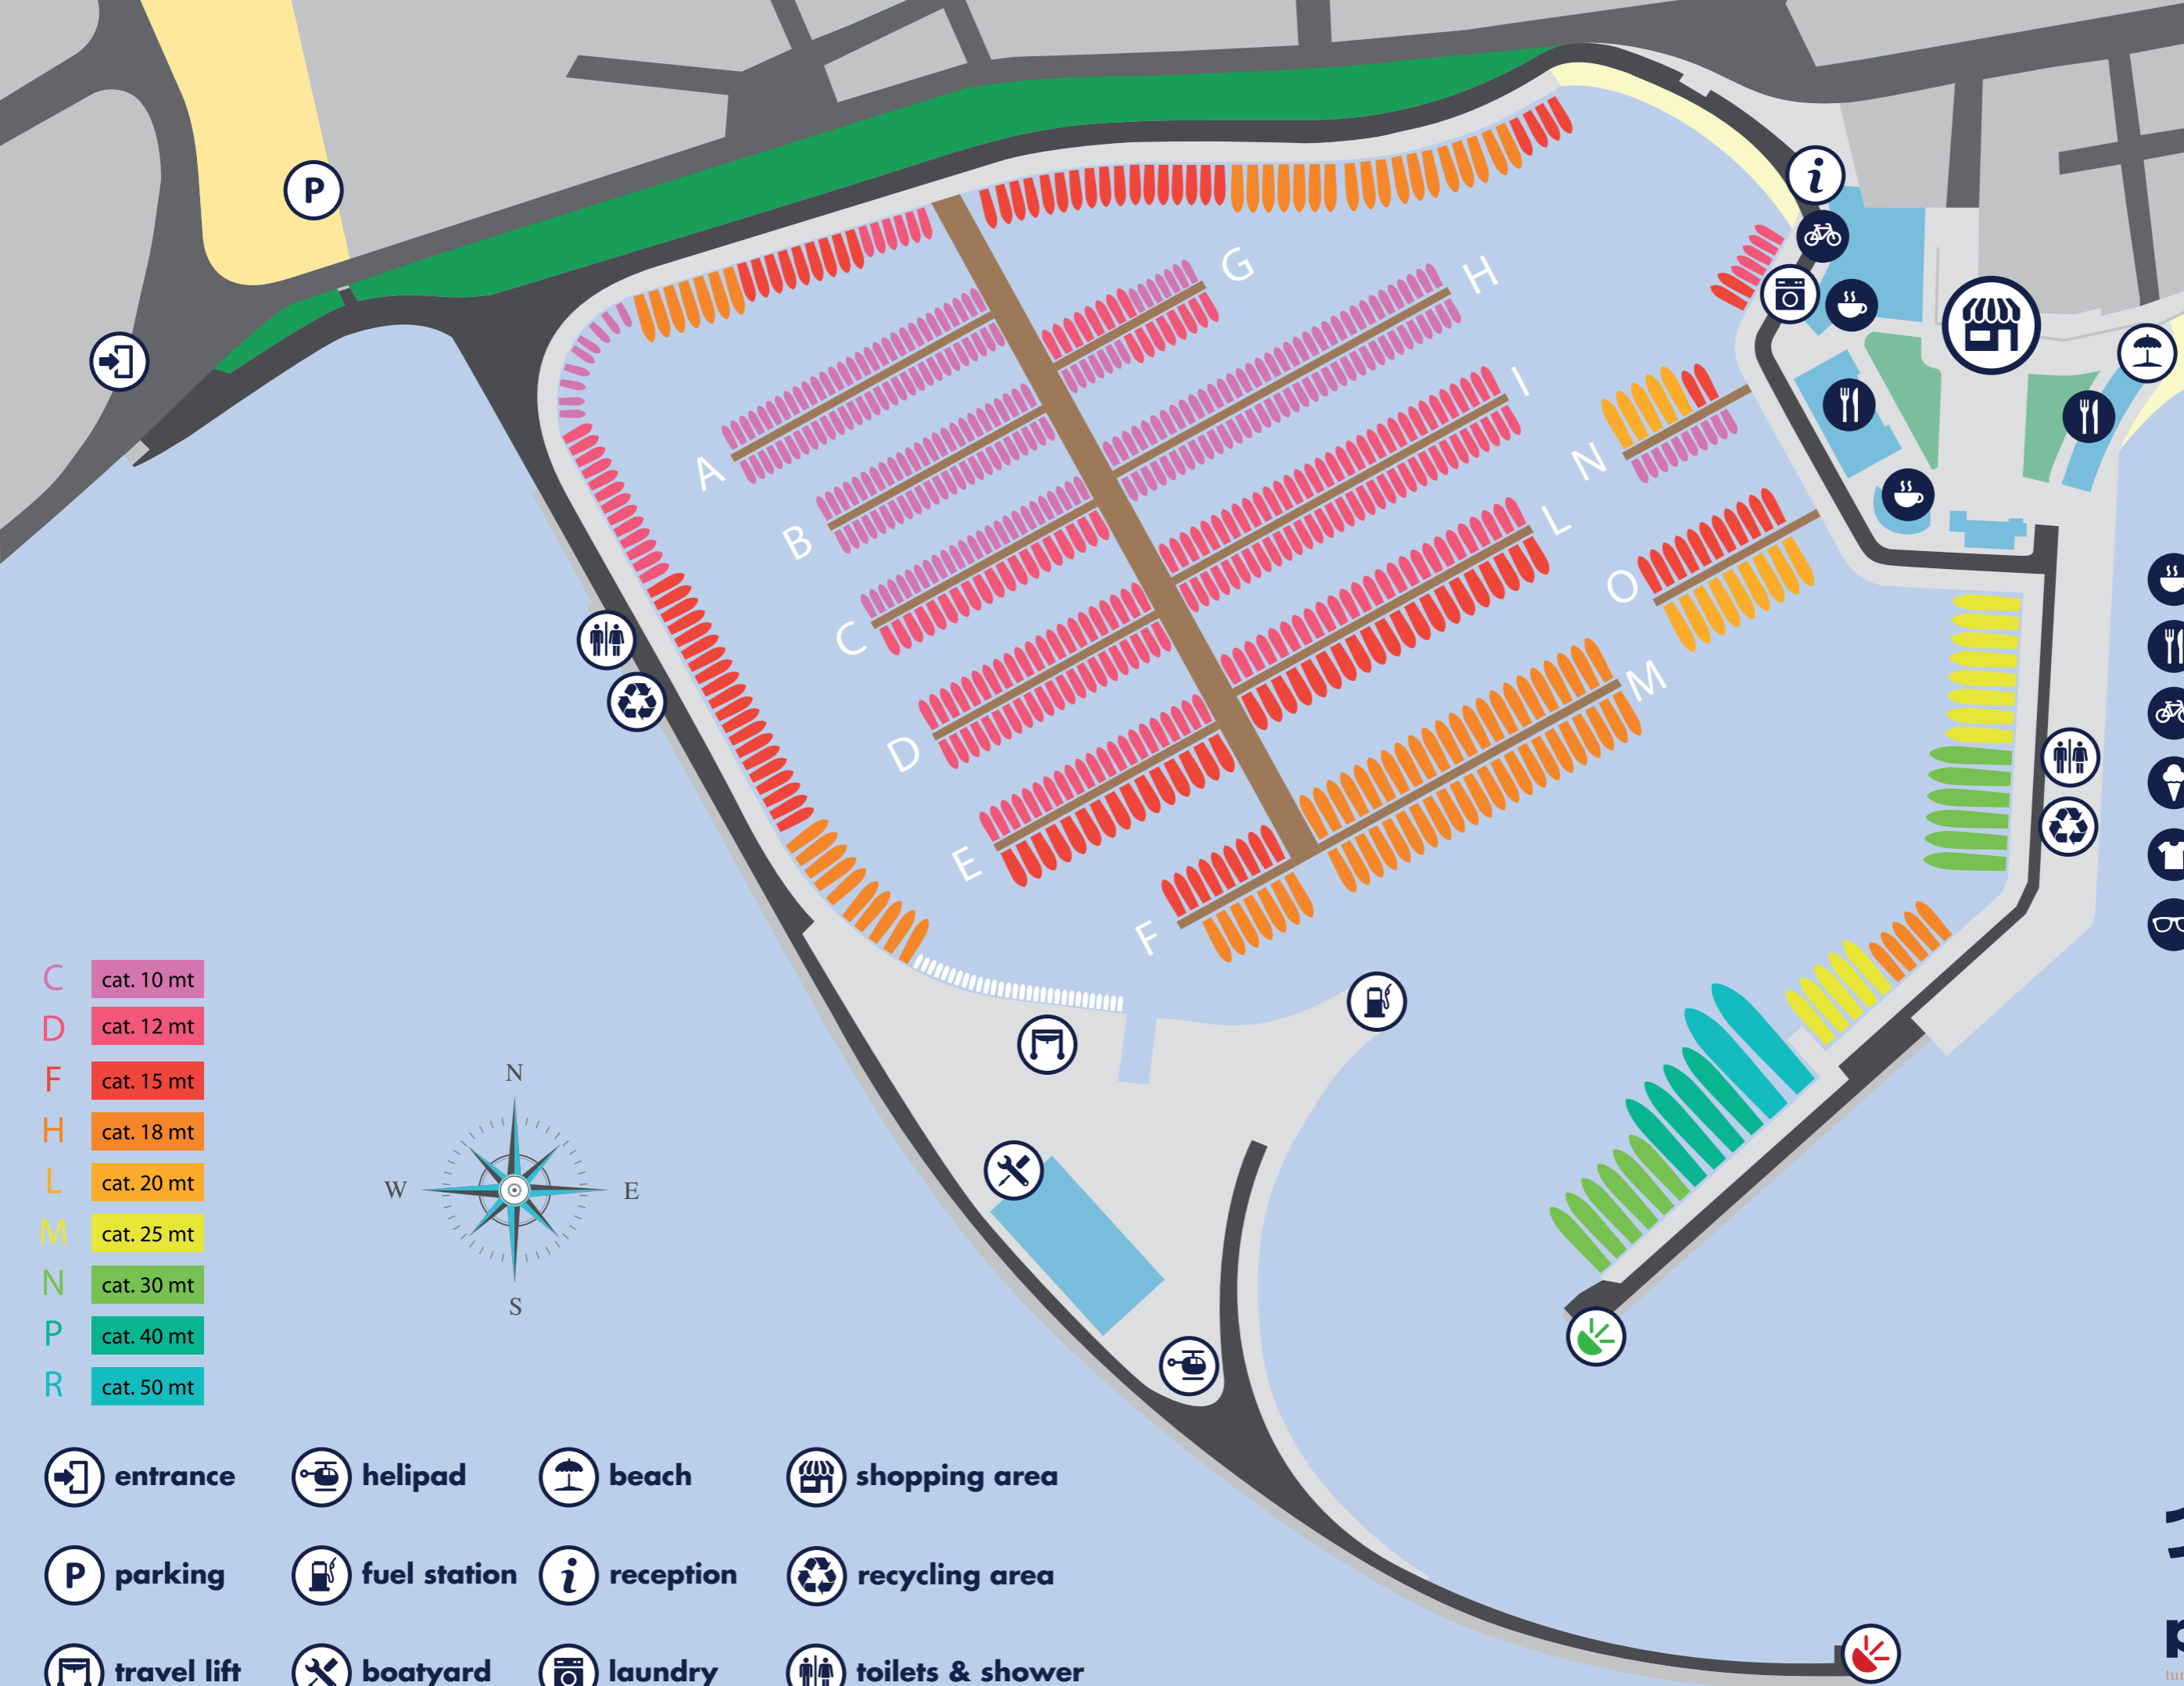 P
i
G
H
A
I
N
B
L
O
C
M
D
E
F
C cat. 10 mt
D cat. 12 mt
F cat. 15 mt
H cat. 18 mt
L cat. 20 mt
M cat. 25 mt
N cat. 30 mt
P cat. 40 mt
R cat. 50 mt
N
W E
S
entrance helipad beach shopping area
P parking fuel station i reception recycling area
travel lift boatyard laundry toilets & shower
tur